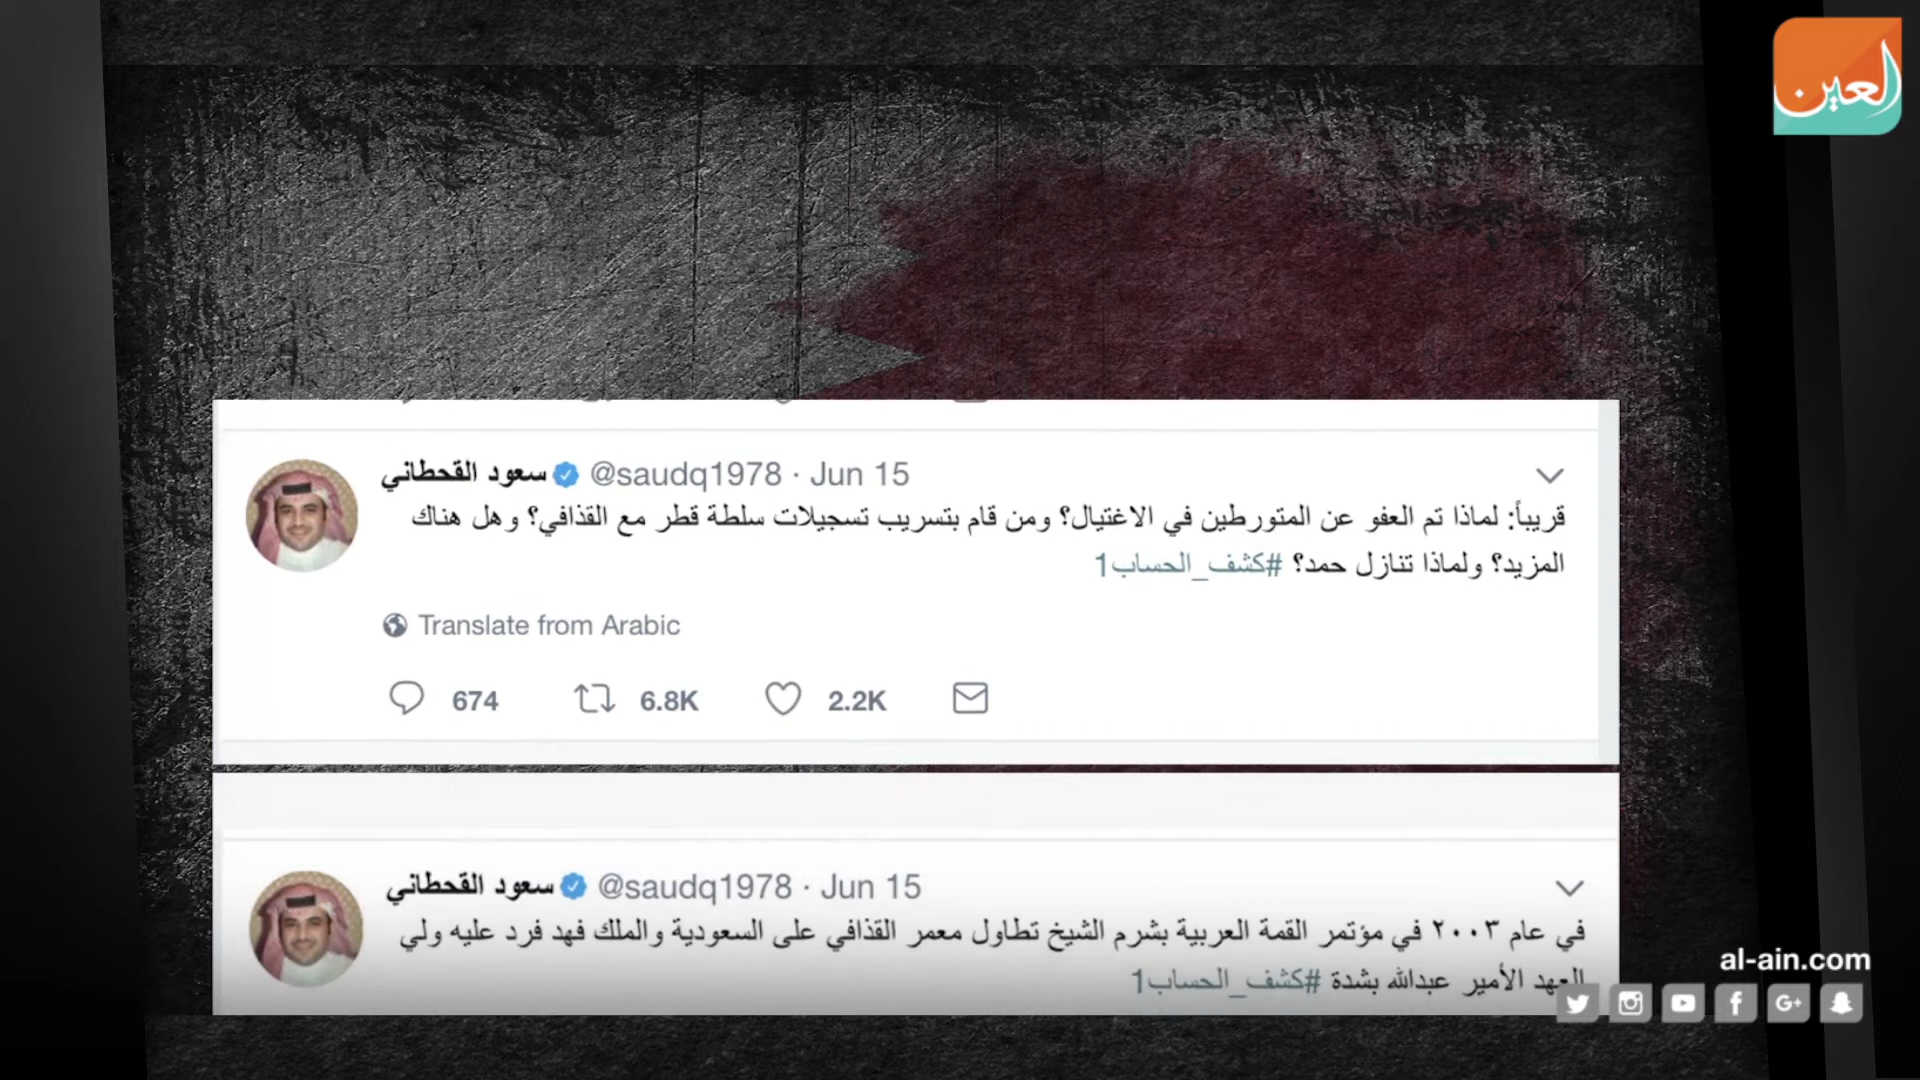 العين
سعود القحطاني @saudq1978 · Jun 15
قريباً: لماذا تم العفو عن المتورطين في الاغتيال؟ ومن قام بتسريب تسجيلات سلطة قطر مع القذافي؟ وهل هناك
المزيد؟ ولماذا تنازل حمد؟ #كشف_الحساب1
Translate from Arabic
674 6.8K 2.2K
سعود القحطاني @saudq1978 · Jun 15
في عام ٢٠٠٣ في مؤتمر القمة العربية بشرم الشيخ تطاول معمر القذافي على السعودية والملك فهد فرد عليه ولي
العهد الأمير عبدالله بشدة #كشف_الحساب1
al-ain.com